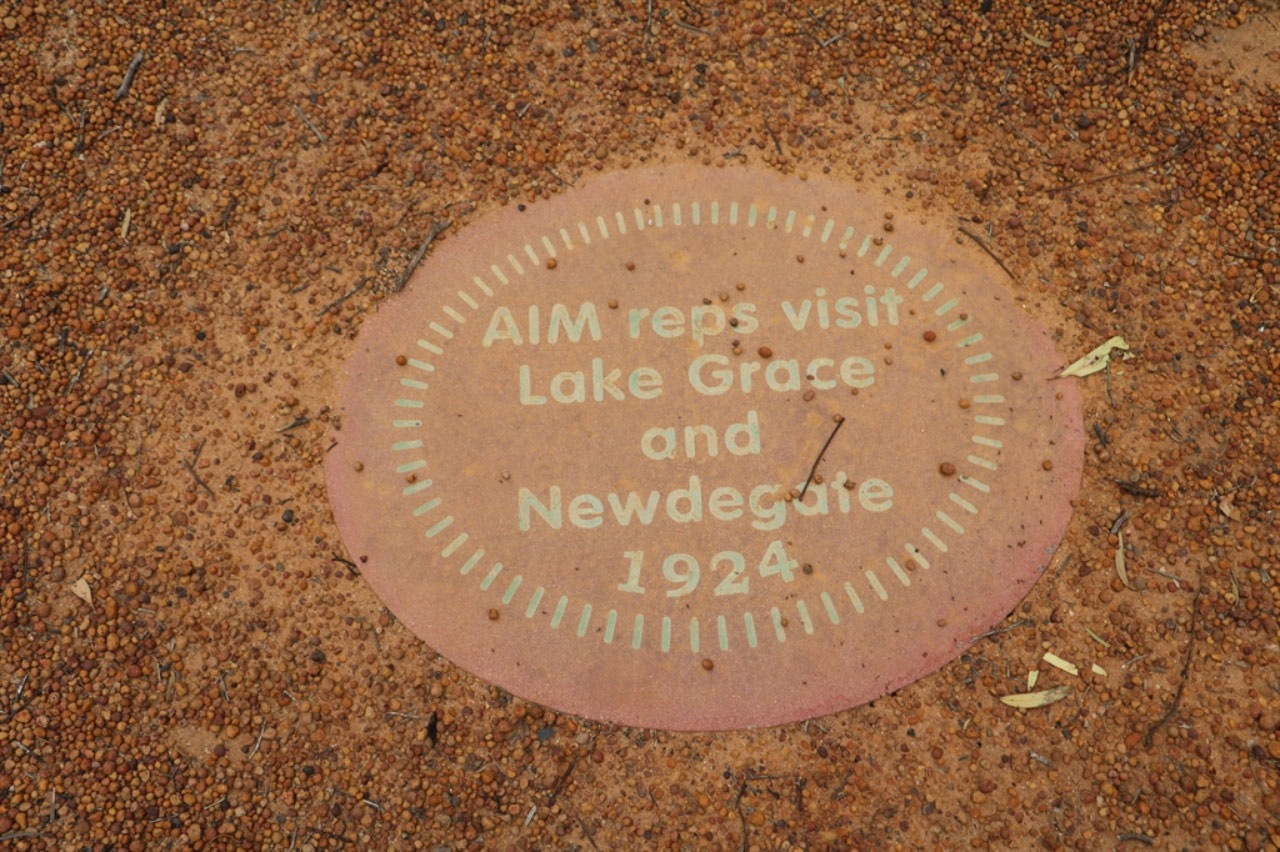 AIM reps visit
Lake Grace
and
Newdegate
1924